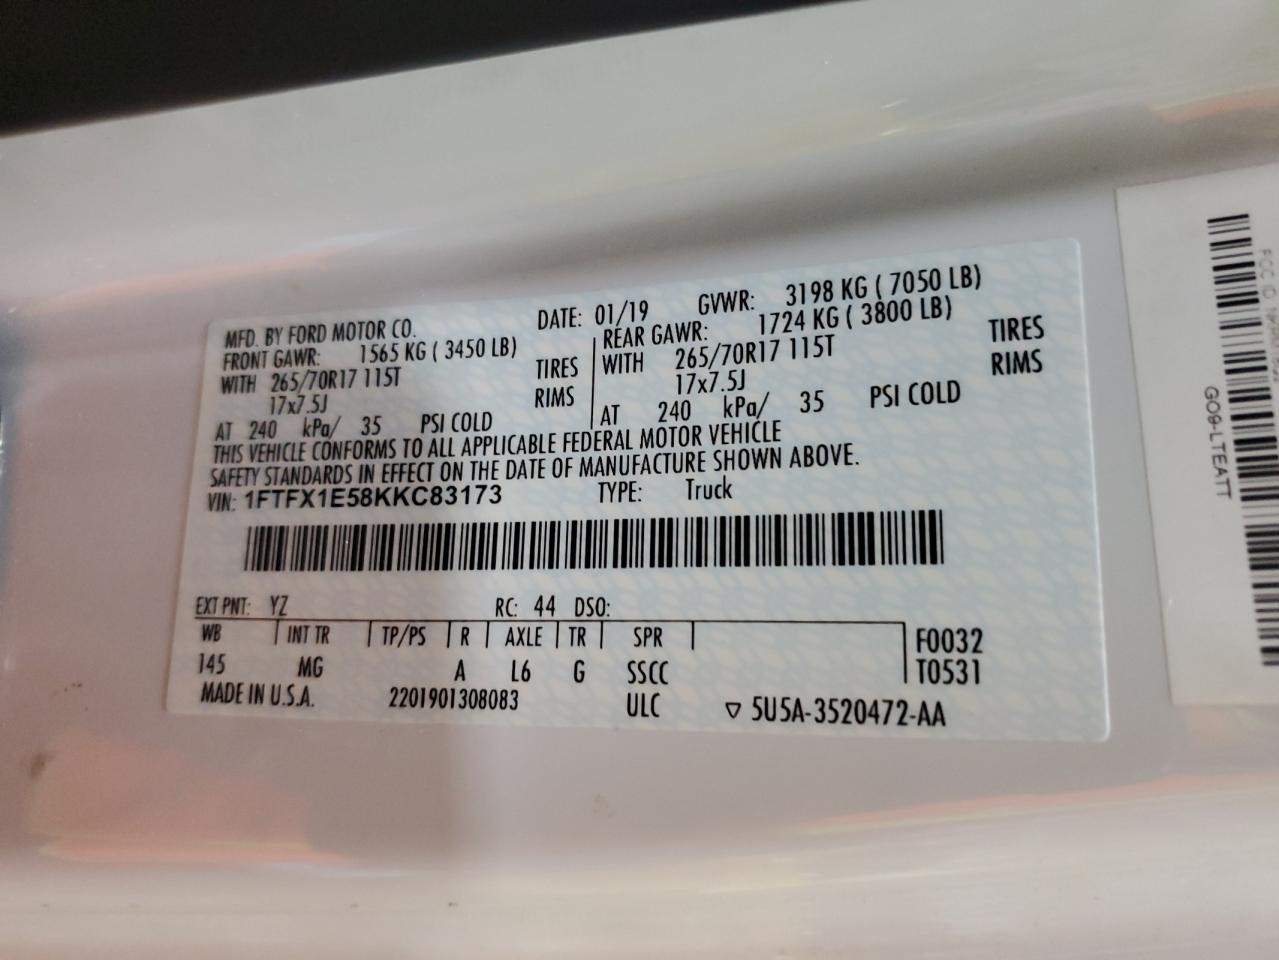 MFD. BY FORD MOTOR CO. DATE: 01/19 GVWR: 3198 KG ( 7050 LB)
FRONT GAWR: 1565 KG ( 3450 LB) REAR GAWR: 1724 KG ( 3800 LB)
WITH 265/70R17 115T TIRES WITH 265/70R17 115T TIRES
17x7.5J RIMS 17x7.5J RIMS
AT 240 kPa/ 35 PSI COLD AT 240 kPa/ 35 PSI COLD
THIS VEHICLE CONFORMS TO ALL APPLICABLE FEDERAL MOTOR VEHICLE
SAFETY STANDARDS IN EFFECT ON THE DATE OF MANUFACTURE SHOWN ABOVE.
VIN: 1FTFX1E58KKC83173 TYPE: Truck
EXT PNT: YZ RC: 44 DSO:
WB INT TR TP/PS R AXLE TR SPR F0032
145 MG A L6 G SSCC T0531
MADE IN U.S.A. 2201901308083 ULC ▽ 5U5A-3520472-AA
FCC ID
GO9-LTEATT